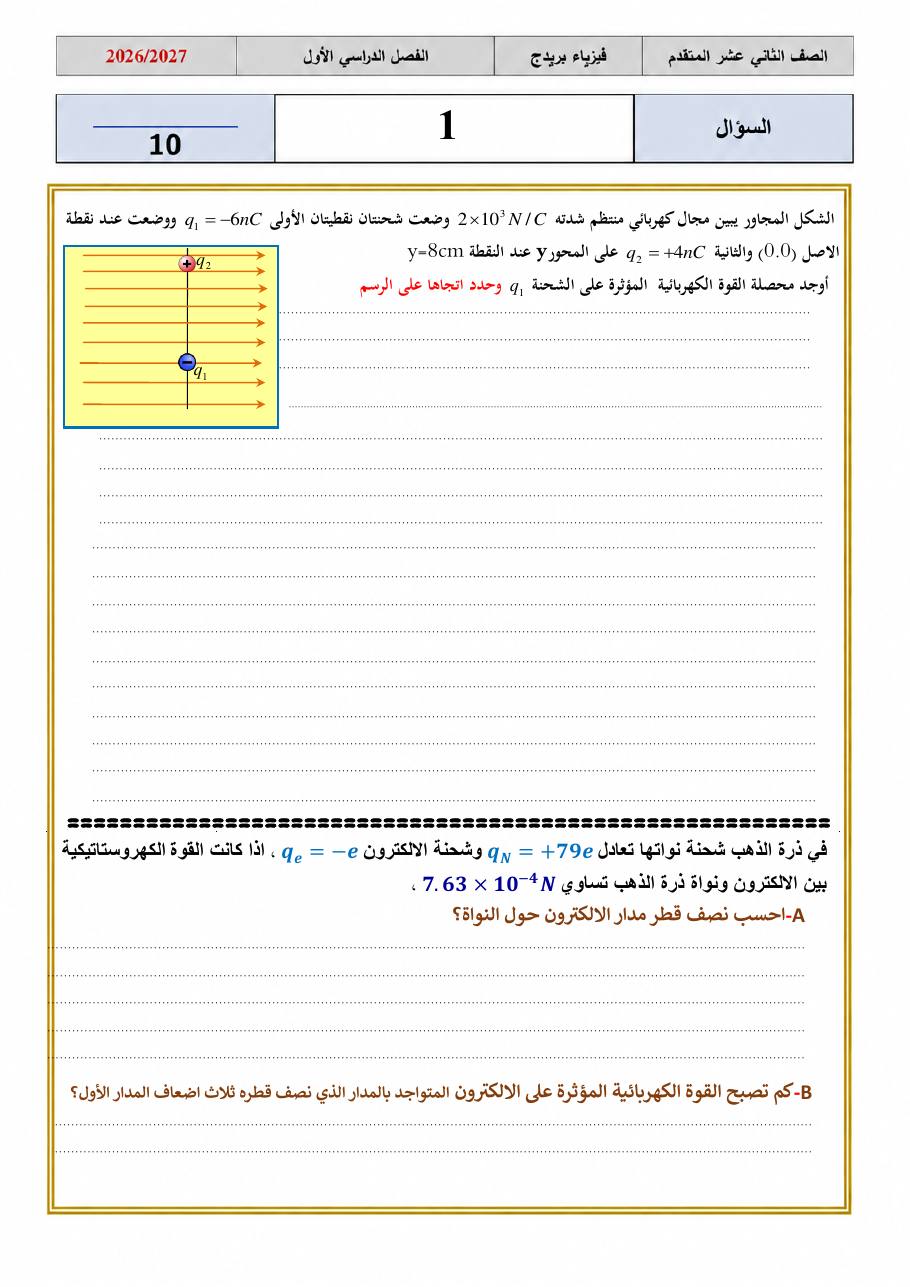 الصف الثاني عشر المتقدم فيزياء بريدج الفصل الدراسي الأول 2026/2027
السؤال 1 10
الشكل المجاور يبين مجال كهربائي منتظم شدته 2×10³ N / C وضعت شحنتان نقطيتان الأولى q₁ = −6nC ووضعت عند نقطة
الاصل (0.0) والثانية q₂ = +4nC على المحور y عند النقطة y=8cm
أوجد محصلة القوة الكهربائية المؤثرة على الشحنة q₁ وحدد اتجاها على الرسم
+ q₂
− q₁
في ذرة الذهب شحنة نواتها تعادل qN = +79e وشحنة الالكترون qe = −e ، اذا كانت القوة الكهروستاتيكية
بين الالكترون ونواة ذرة الذهب تساوي 7.63 × 10⁻⁴ N ،
A-احسب نصف قطر مدار الالكترون حول النواة؟
B-كم تصبح القوة الكهربائية المؤثرة على الالكترون المتواجد بالمدار الذي نصف قطره ثلاث اضعاف المدار الأول؟